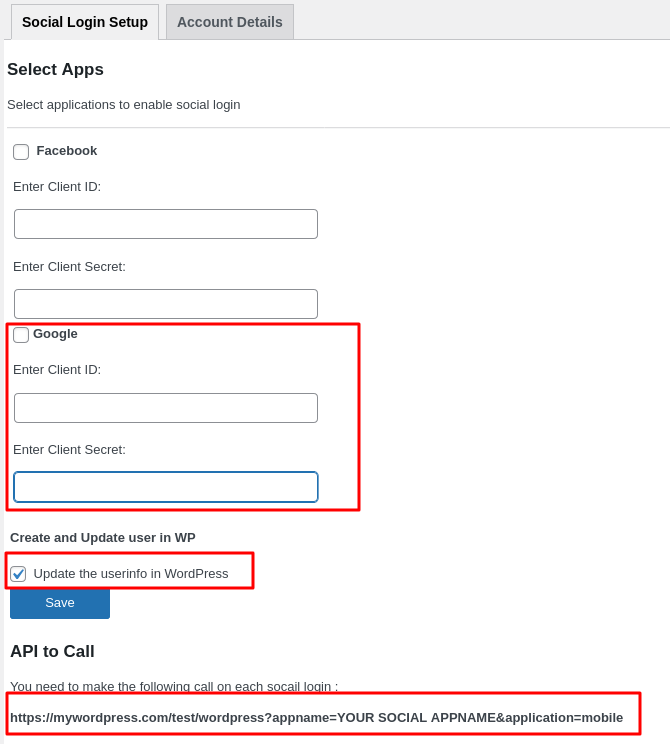 Social Login Setup Account Details
Select Apps
Select applications to enable social login
Facebook
Enter Client ID:
Enter Client Secret:
Google
Enter Client ID:
Enter Client Secret:
Create and Update user in WP
Update the userinfo in WordPress
Save
API to Call
You need to make the following call on each socail login :
https://mywordpress.com/test/wordpress?appname=YOUR SOCIAL APPNAME&application=mobile